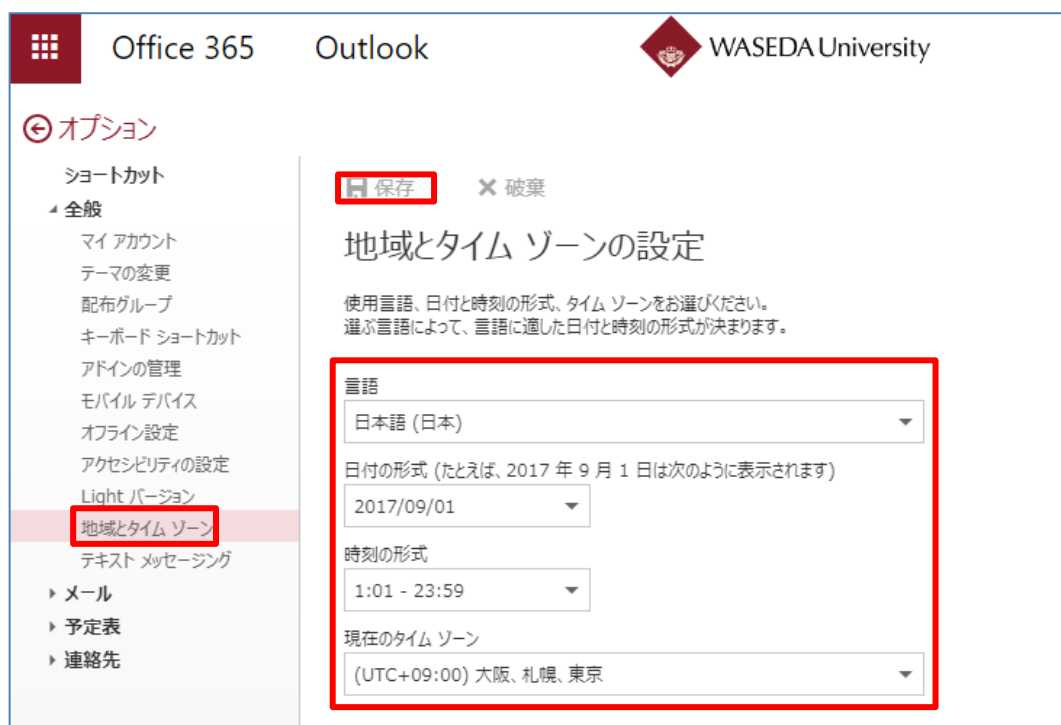 Office 365 Outlook WASEDA University
オプション
ショートカット
全般
マイ アカウント
テーマの変更
配布グループ
キーボード ショートカット
アドインの管理
モバイル デバイス
オフライン設定
アクセシビリティの設定
Light バージョン
地域とタイム ゾーン
テキスト メッセージング
メール
予定表
連絡先
保存 破棄
地域とタイム ゾーンの設定
使用言語、日付と時刻の形式、タイム ゾーンをお選びください。
選ぶ言語によって、言語に適した日付と時刻の形式が決まります。
言語
日本語 (日本)
日付の形式 (たとえば、2017 年 9 月 1 日は次のように表示されます)
2017/09/01
時刻の形式
1:01 - 23:59
現在のタイム ゾーン
(UTC+09:00) 大阪、札幌、東京